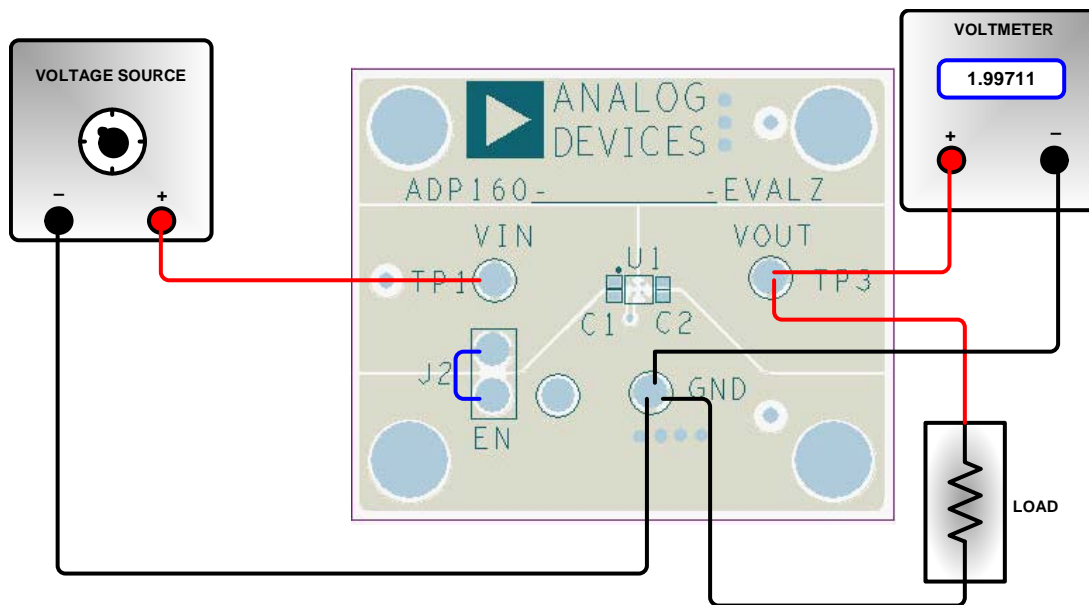 VOLTAGE SOURCE
–
+
VOLTMETER
1.99711
+
–
ANALOG
DEVICES
ADP160-________-EVALZ
VIN
VOUT
U1
TP1
TP3
C1
C2
J2
GND
EN
LOAD